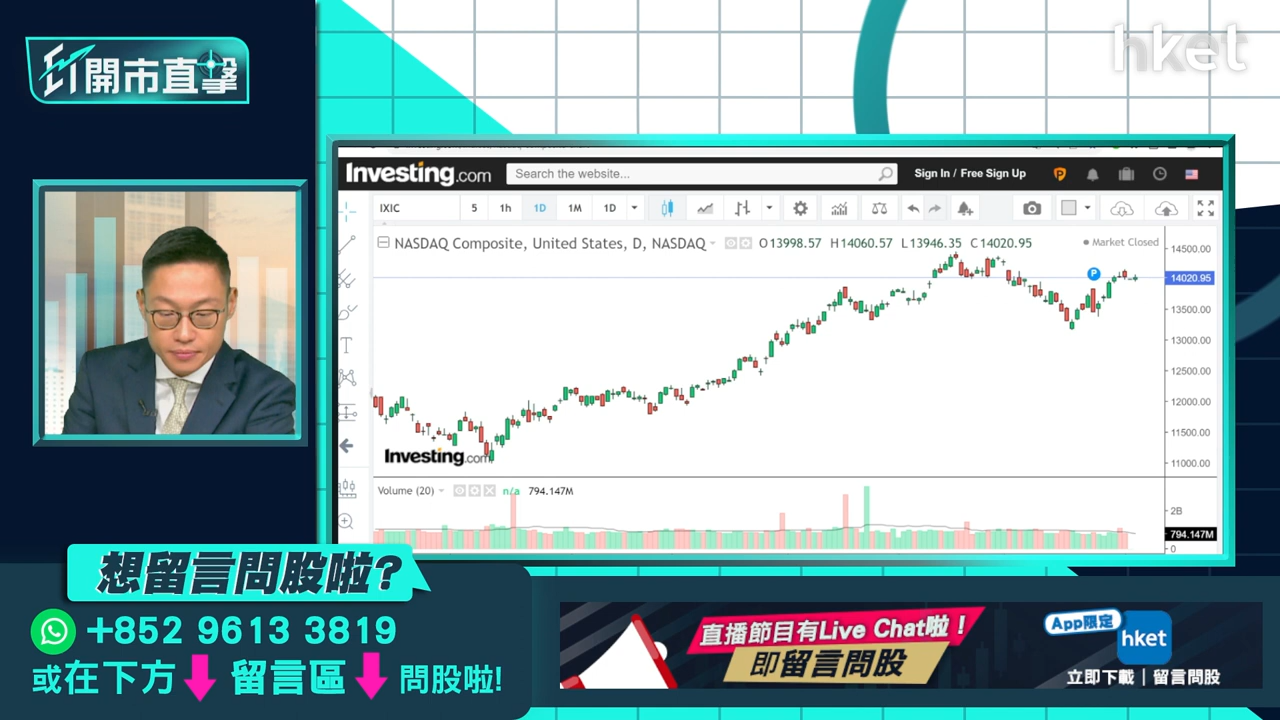 hket
開市直擊
Investing.com
Search the website...
Sign In / Free Sign Up
IXIC
5
1h
1D
1M
1D
NASDAQ Composite, United States, D, NASDAQ
O13998.57 H14060.57 L13946.35 C14020.95
Market Closed
14500.00
P
14020.95
13500.00
13000.00
12500.00
12000.00
11500.00
11000.00
Investing.com
Volume (20)
n/a
794.147M
2B
794.147M
0
想留言問股啦?
+852 9613 3819
或在下方 留言區 問股啦!
直播節目有Live Chat啦!
即留言問股
App限定
hket
立即下載|留言問股